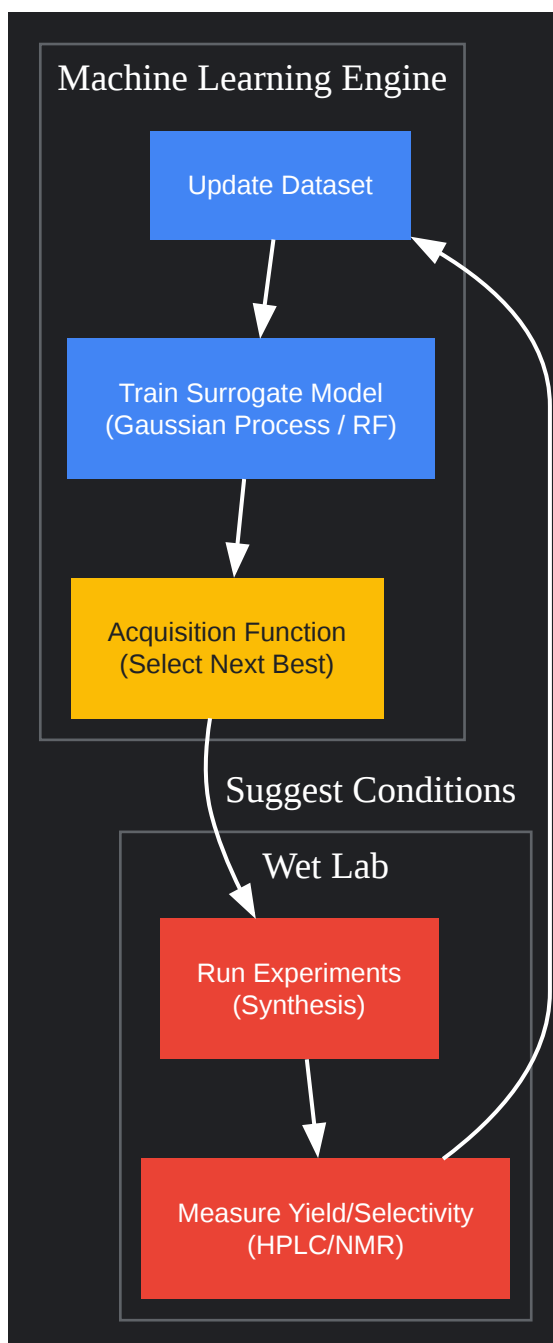 Machine Learning Engine
Update Dataset
Train Surrogate Model
(Gaussian Process / RF)
Acquisition Function
(Select Next Best)
Suggest Conditions
Wet Lab
Run Experiments
(Synthesis)
Measure Yield/Selectivity
(HPLC/NMR)